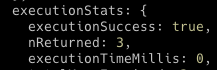 executionStats: {
executionSuccess: true,
nReturned: 3,
executionTimeMillis: 0,